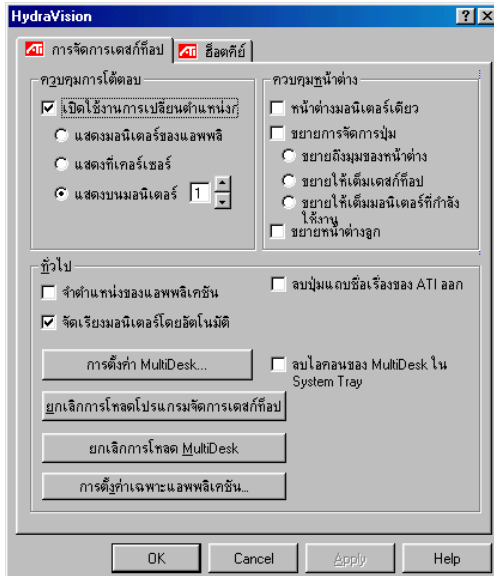 HydraVision
ATI การจัดการเดสก์ท็อป
ATI ฮ็อตคีย์
ควบคุมการโต้ตอบ
เปิดใช้งานการเปลี่ยนตำแหน่งก
แสดงมอนิเตอร์ของแอพพลิ
แสดงที่เคอร์เซอร์
แสดงบนมอนิเตอร์ 1
ควบคุมหน้าต่าง
หน้าต่างมอนิเตอร์เดียว
ขยายการจัดการปุ่ม
ขยายถึงมุมของหน้าต่าง
ขยายให้เต็มเดสก์ท็อป
ขยายให้เต็มมอนิเตอร์ที่กำลัง
ใช้งาน
ขยายหน้าต่างลูก
ทั่วไป
จำตำแหน่งของแอพพลิเคชัน
จัดเรียงมอนิเตอร์โดยอัตโนมัติ
ลบปุ่มแถบชื่อเรื่องของ ATI ออก
การตั้งค่า MultiDesk...
ลบไอคอนของ MultiDesk ใน
System Tray
ยกเลิกการโหลดโปรแกรมจัดการเดสก์ท็อป
ยกเลิกการโหลด MultiDesk
การตั้งค่าเฉพาะแอพพลิเคชัน...
OK
Cancel
Apply
Help